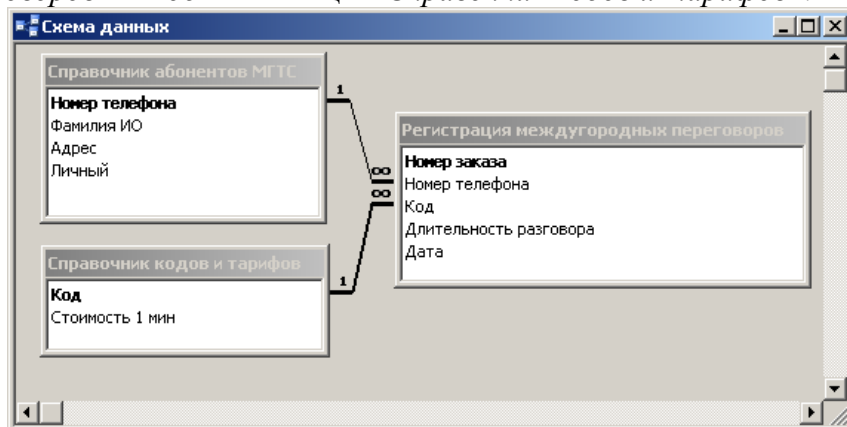 Схема данных
Справочник абонентов МГТС
Номер телефона
Фамилия ИО
Адрес
Личный
1
∞
∞
1
Справочник кодов и тарифов
Код
Стоимость 1 мин
Регистрация междугородных переговоров
Номер заказа
Номер телефона
Код
Длительность разговора
Дата